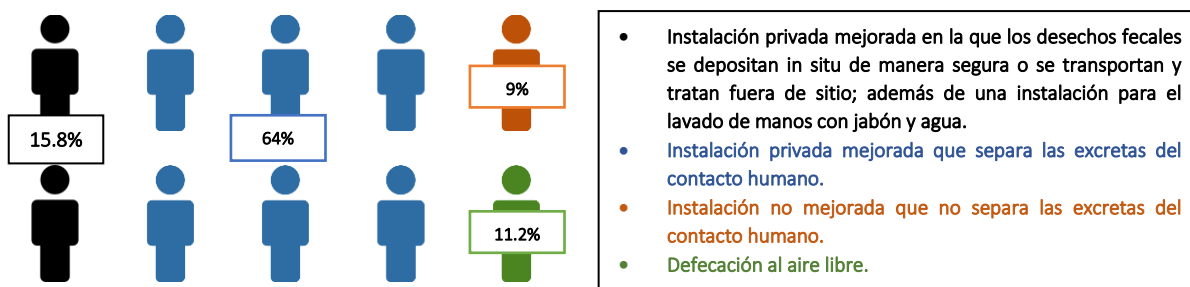 15.8%
64%
9%
11.2%
• Instalación privada mejorada en la que los desechos fecales
se depositan in situ de manera segura o se transportan y
tratan fuera de sitio; además de una instalación para el
lavado de manos con jabón y agua.
• Instalación privada mejorada que separa las excretas del
contacto humano.
• Instalación no mejorada que no separa las excretas del
contacto humano.
• Defecación al aire libre.